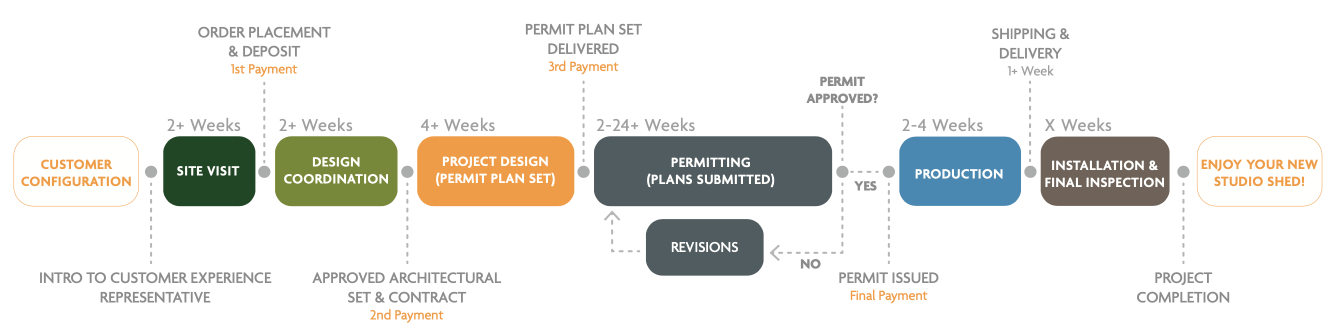 ORDER PLACEMENT
& DEPOSIT
1st Payment
PERMIT PLAN SET
DELIVERED
3rd Payment
SHIPPING &
DELIVERY
1+ Week
PERMIT
APPROVED?
2+ Weeks
2+ Weeks
4+ Weeks
2-24+ Weeks
2-4 Weeks
X Weeks
CUSTOMER
CONFIGURATION
SITE VISIT
DESIGN
COORDINATION
PROJECT DESIGN
(PERMIT PLAN SET)
PERMITTING
(PLANS SUBMITTED)
YES
PRODUCTION
INSTALLATION &
FINAL INSPECTION
ENJOY YOUR NEW
STUDIO SHED!
REVISIONS
NO
INTRO TO CUSTOMER EXPERIENCE
REPRESENTATIVE
APPROVED ARCHITECTURAL
SET & CONTRACT
2nd Payment
PERMIT ISSUED
Final Payment
PROJECT
COMPLETION